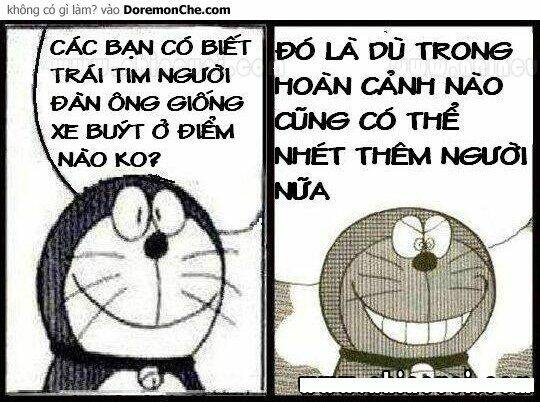 không có gì làm? vào DoremonChe.com
CÁC BẠN CÓ BIẾT
TRÁI TIM NGƯỜI
ĐÀN ÔNG GIỐNG
XE BUÝT Ở ĐIỂM
NÀO KO?
ĐÓ LÀ DÙ TRONG
HOÀN CẢNH NÀO
CŨNG CÓ THỂ
NHÉT THÊM NGƯỜI
NỮA